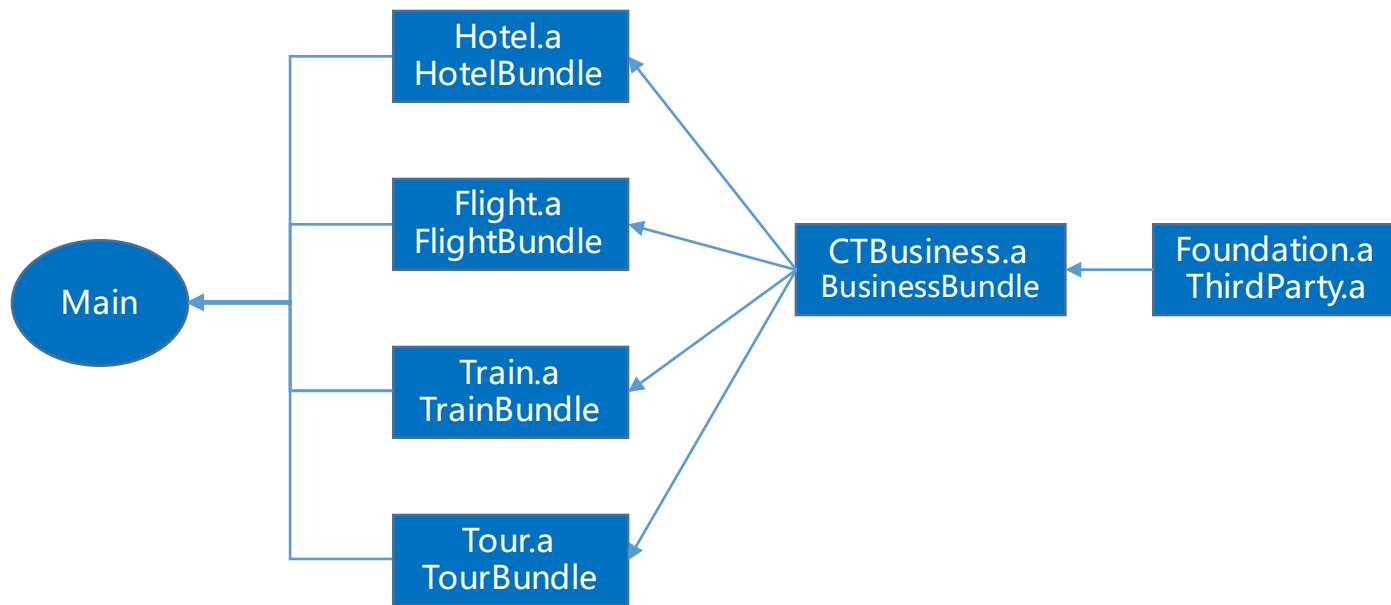 Hotel.a
HotelBundle
Flight.a
FlightBundle
Main
CTBusiness.a
BusinessBundle
Foundation.a
ThirdParty.a
Train.a
TrainBundle
Tour.a
TourBundle